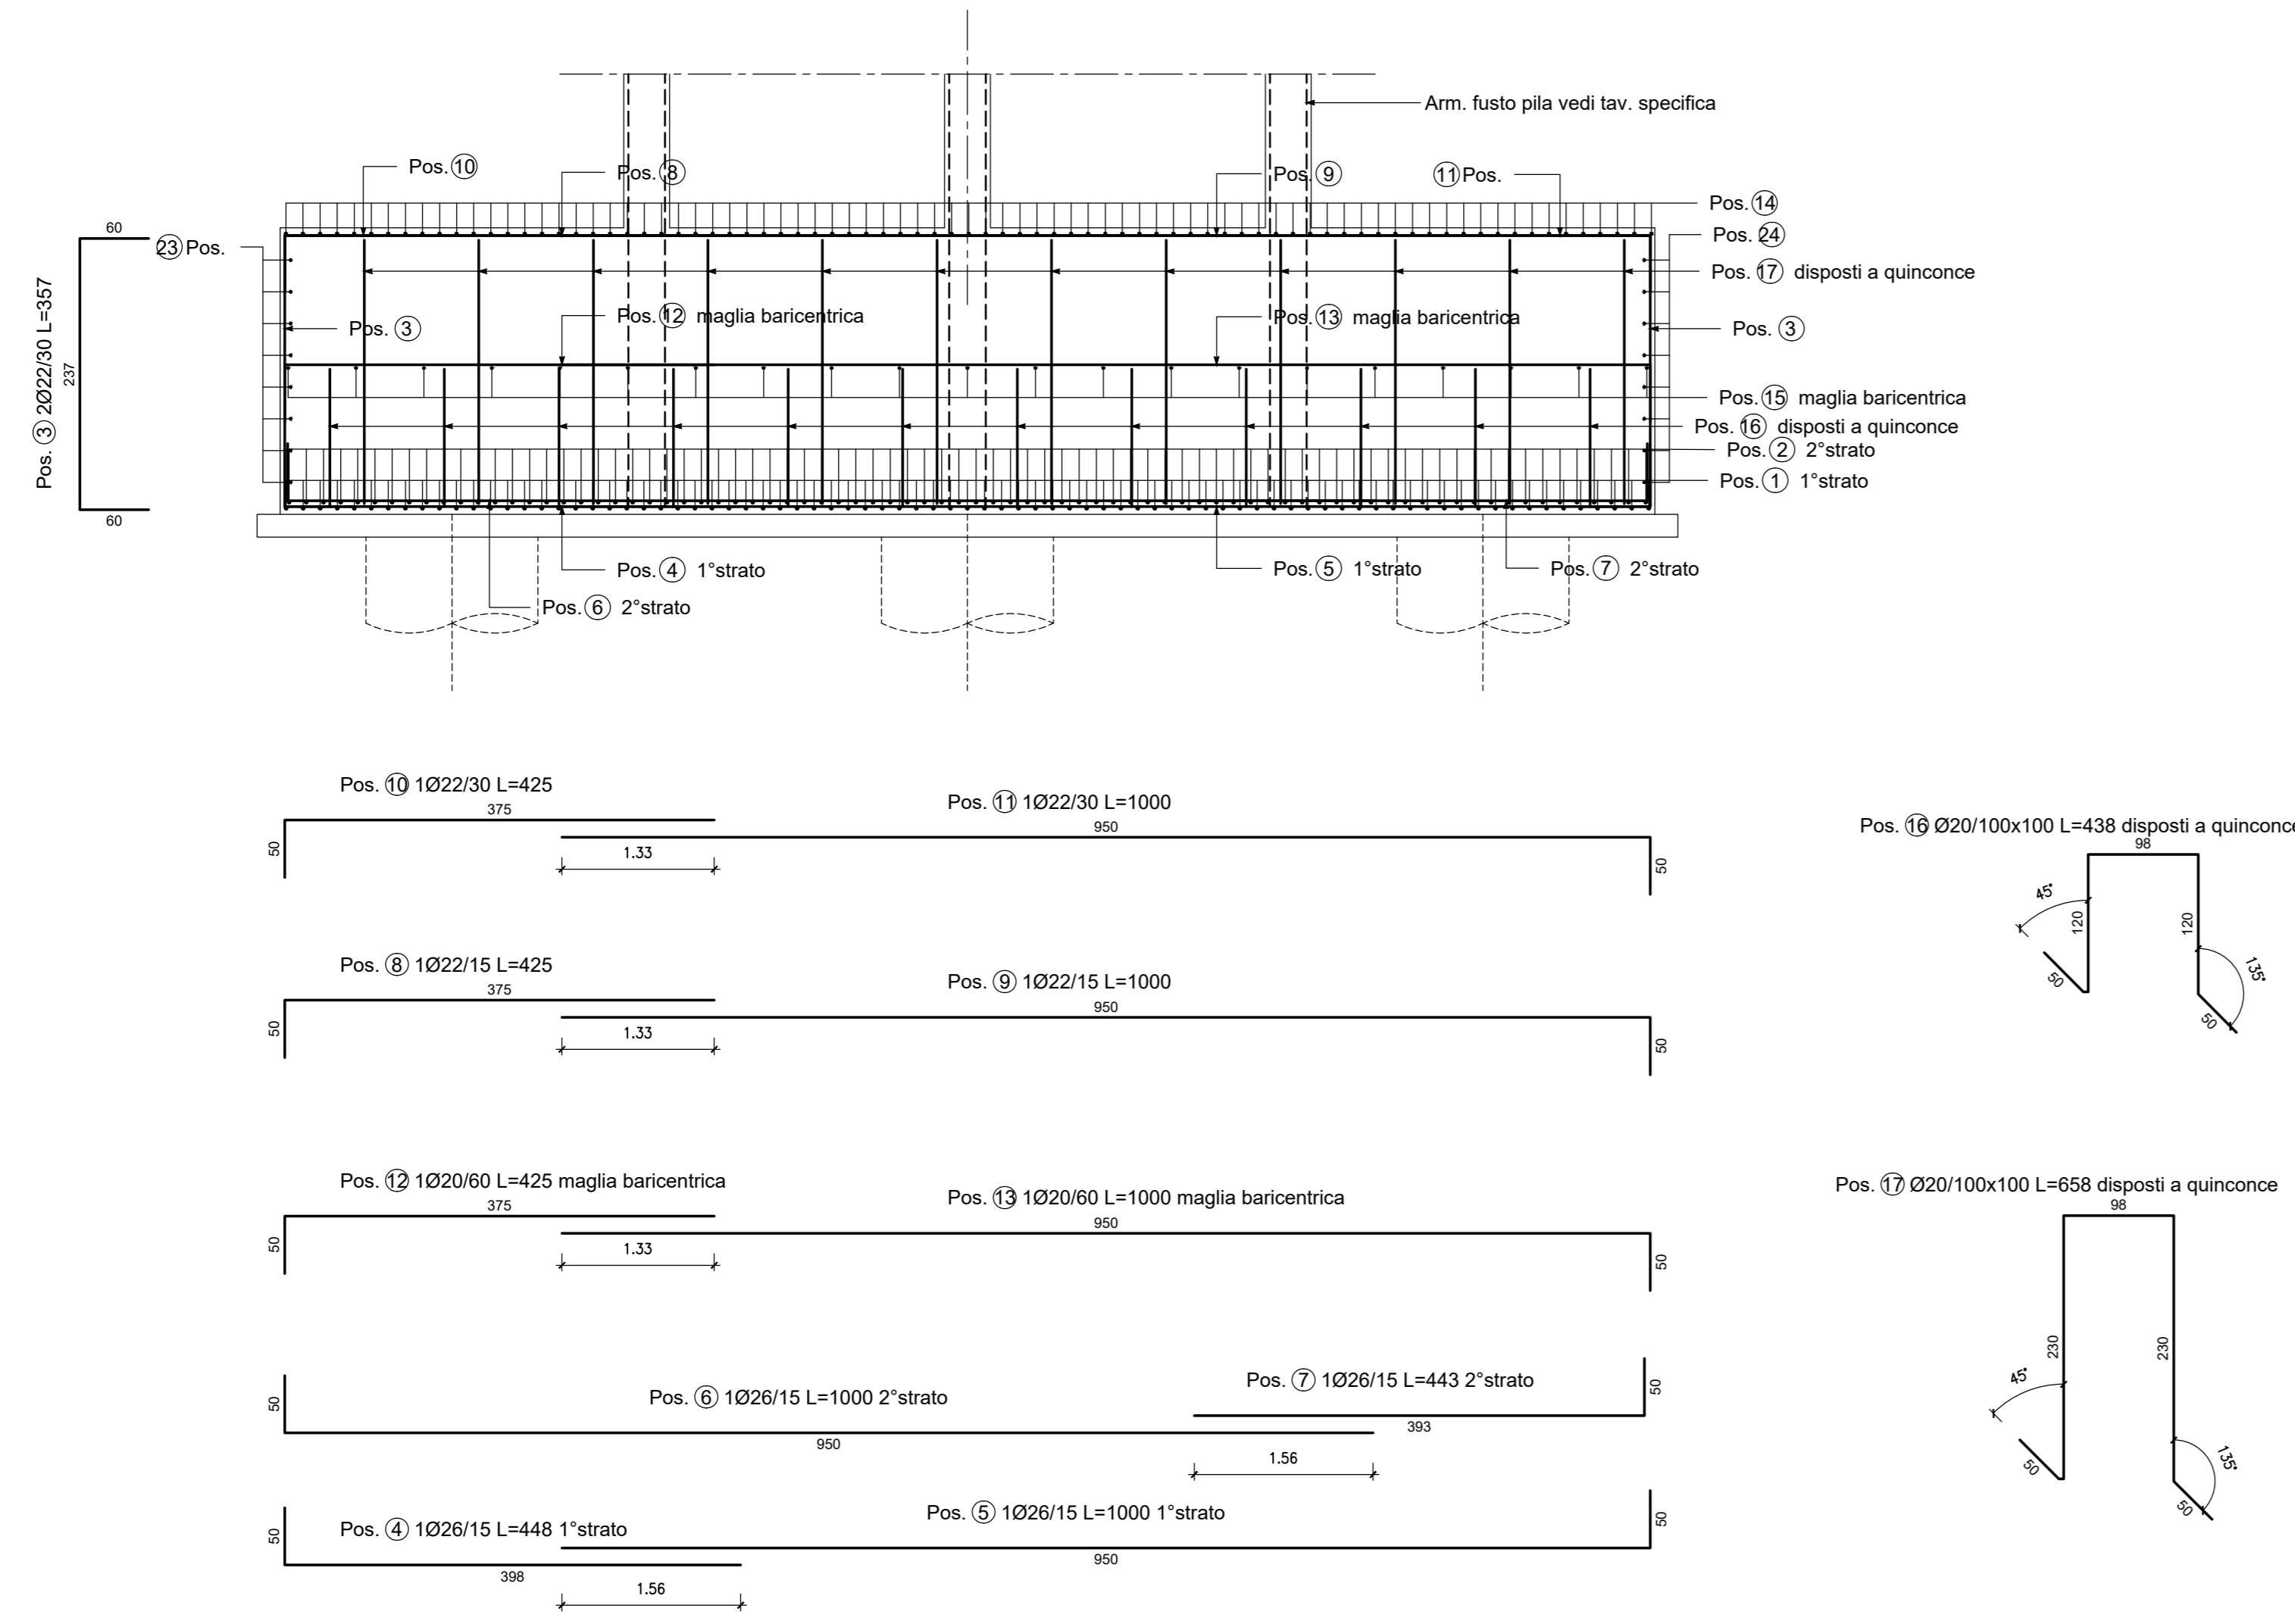 Arm. fusto pila vedi tav. specifica
Pos. 10
Pos. 8
Pos. 9
11 Pos.
Pos. 14
60
23 Pos.
Pos. 24
Pos. 17 disposti a quinconce
Pos. 3 2Ø22/30 L=357
237
Pos. 12 maglia baricentrica
Pos. 13 maglia baricentrica
Pos. 3
Pos. 3
Pos. 15 maglia baricentrica
Pos. 16 disposti a quinconce
Pos. 2 2°strato
Pos. 1 1°strato
60
Pos. 4 1°strato
Pos. 5 1°strato
Pos. 7 2°strato
Pos. 6 2°strato
Pos. 10 1Ø22/30 L=425
375
50
1.33
Pos. 11 1Ø22/30 L=1000
950
50
Pos. 16 Ø20/100x100 L=438 disposti a quinconce
98
45°
120
120
135°
50
50
Pos. 8 1Ø22/15 L=425
375
50
1.33
Pos. 9 1Ø22/15 L=1000
950
50
Pos. 12 1Ø20/60 L=425 maglia baricentrica
375
50
1.33
Pos. 13 1Ø20/60 L=1000 maglia baricentrica
950
50
Pos. 17 Ø20/100x100 L=658 disposti a quinconce
98
230
230
45°
135°
50
50
Pos. 6 1Ø26/15 L=1000 2°strato
50
950
Pos. 7 1Ø26/15 L=443 2°strato
50
393
1.56
Pos. 4 1Ø26/15 L=448 1°strato
50
398
1.56
Pos. 5 1Ø26/15 L=1000 1°strato
50
950